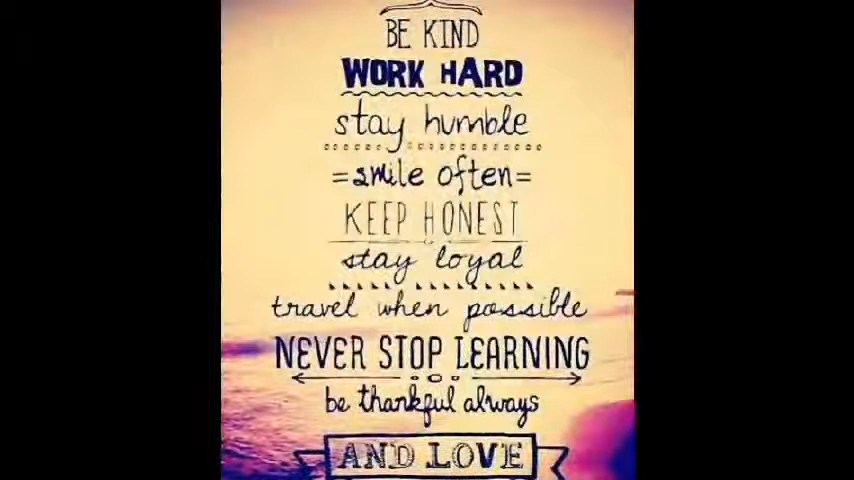 BE KIND
WORK HARD
stay humble
=smile often=
KEEP HONEST
stay loyal
travel when possible
NEVER STOP LEARNING
be thankful always
AND LOVE